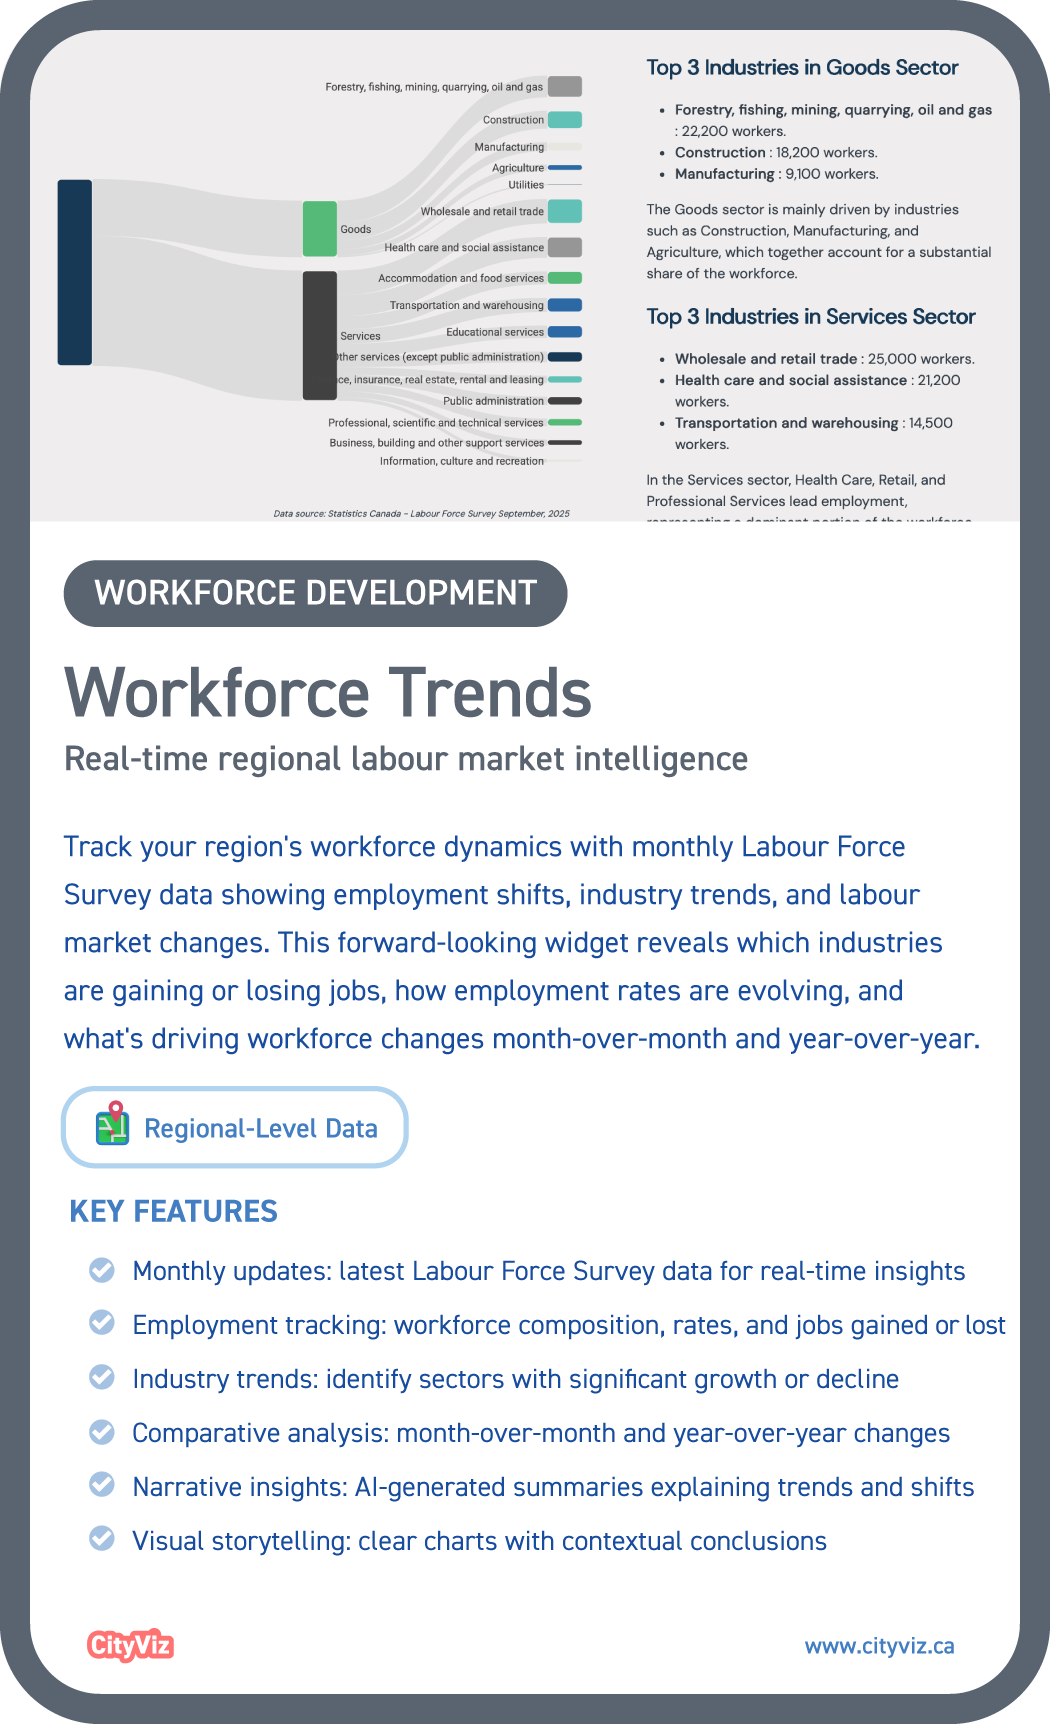 Forestry, fishing, mining, quarrying, oil and gas
Construction
Manufacturing
Agriculture
Utilities
Wholesale and retail trade
Goods
Health care and social assistance
Accommodation and food services
Transportation and warehousing
Educational services
Services
Other services (except public administration)
insurance, real estate, rental and leasing
Public administration
Professional, scientific and technical services
Business, building and other support services
Information, culture and recreation
Data source: Statistics Canada – Labour Force Survey September, 2025
Top 3 Industries in Goods Sector
• Forestry, fishing, mining, quarrying, oil and gas
: 22,200 workers.
• Construction : 18,200 workers.
• Manufacturing : 9,100 workers.
The Goods sector is mainly driven by industries
such as Construction, Manufacturing, and
Agriculture, which together account for a substantial
share of the workforce.
Top 3 Industries in Services Sector
• Wholesale and retail trade : 25,000 workers.
• Health care and social assistance : 21,200
workers.
• Transportation and warehousing : 14,500
workers.
In the Services sector, Health Care, Retail, and
Professional Services lead employment,
representing a dominant portion of the workforce
WORKFORCE DEVELOPMENT
Workforce Trends
Real-time regional labour market intelligence
Track your region's workforce dynamics with monthly Labour Force
Survey data showing employment shifts, industry trends, and labour
market changes. This forward-looking widget reveals which industries
are gaining or losing jobs, how employment rates are evolving, and
what's driving workforce changes month-over-month and year-over-year.
Regional-Level Data
KEY FEATURES
Monthly updates: latest Labour Force Survey data for real-time insights
Employment tracking: workforce composition, rates, and jobs gained or lost
Industry trends: identify sectors with significant growth or decline
Comparative analysis: month-over-month and year-over-year changes
Narrative insights: AI-generated summaries explaining trends and shifts
Visual storytelling: clear charts with contextual conclusions
CityViz
www.cityviz.ca